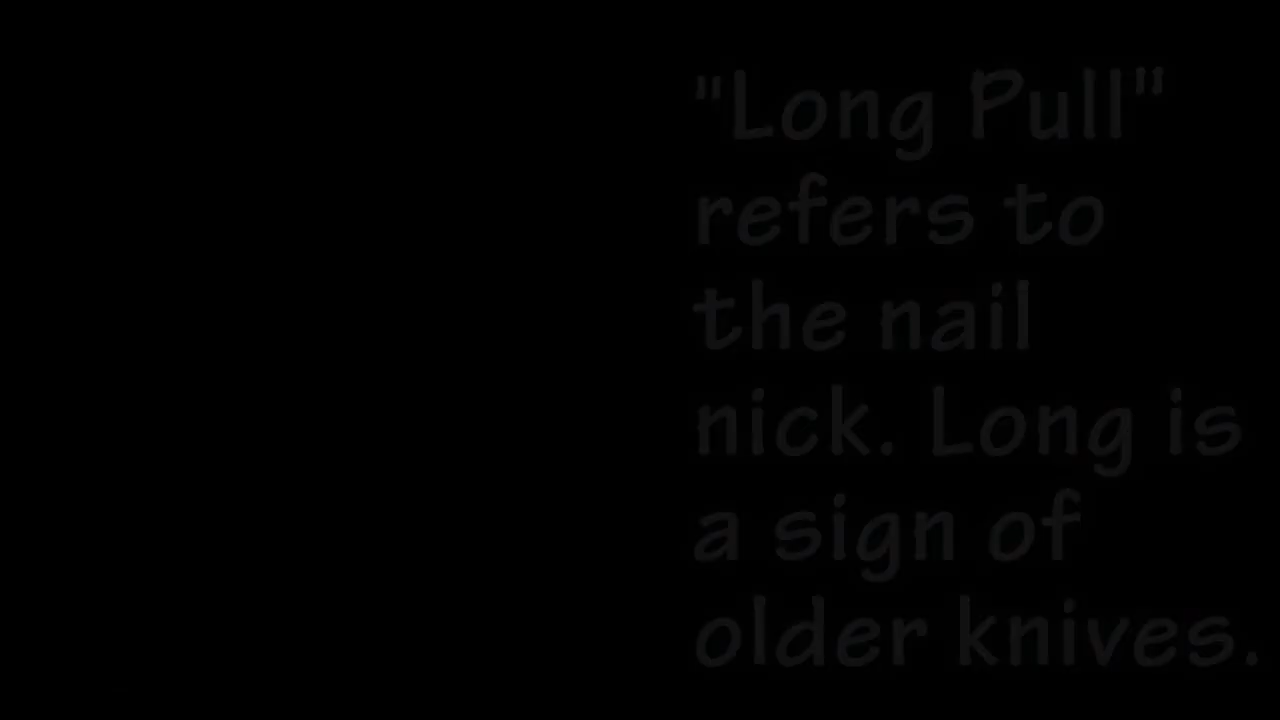 "Long Pull"
refers to
the nail
nick. Long is
a sign of
older knives.